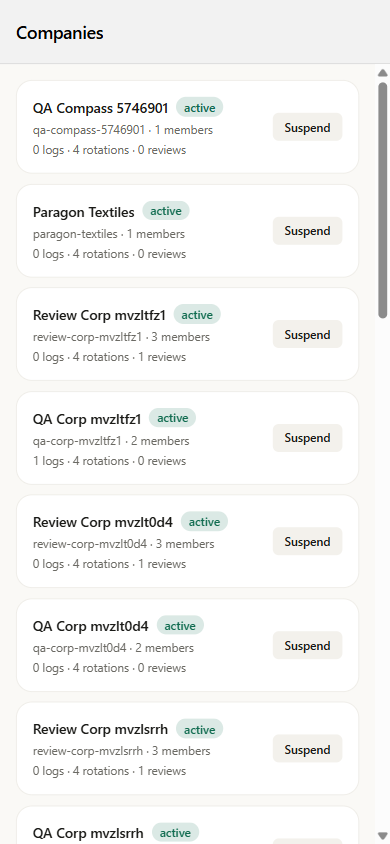 Companies
QA Compass 5746901 active
qa-compass-5746901 · 1 members
0 logs · 4 rotations · 0 reviews
Suspend
Paragon Textiles active
paragon-textiles · 1 members
0 logs · 4 rotations · 0 reviews
Suspend
Review Corp mvzltfz1 active
review-corp-mvzltfz1 · 3 members
0 logs · 4 rotations · 1 reviews
Suspend
QA Corp mvzltfz1 active
qa-corp-mvzltfz1 · 2 members
1 logs · 4 rotations · 0 reviews
Suspend
Review Corp mvzlt0d4 active
review-corp-mvzlt0d4 · 3 members
0 logs · 4 rotations · 1 reviews
Suspend
QA Corp mvzlt0d4 active
qa-corp-mvzlt0d4 · 2 members
0 logs · 4 rotations · 0 reviews
Suspend
Review Corp mvzlsrrh active
review-corp-mvzlsrrh · 3 members
0 logs · 4 rotations · 1 reviews
Suspend
QA Corp mvzlsrrh active